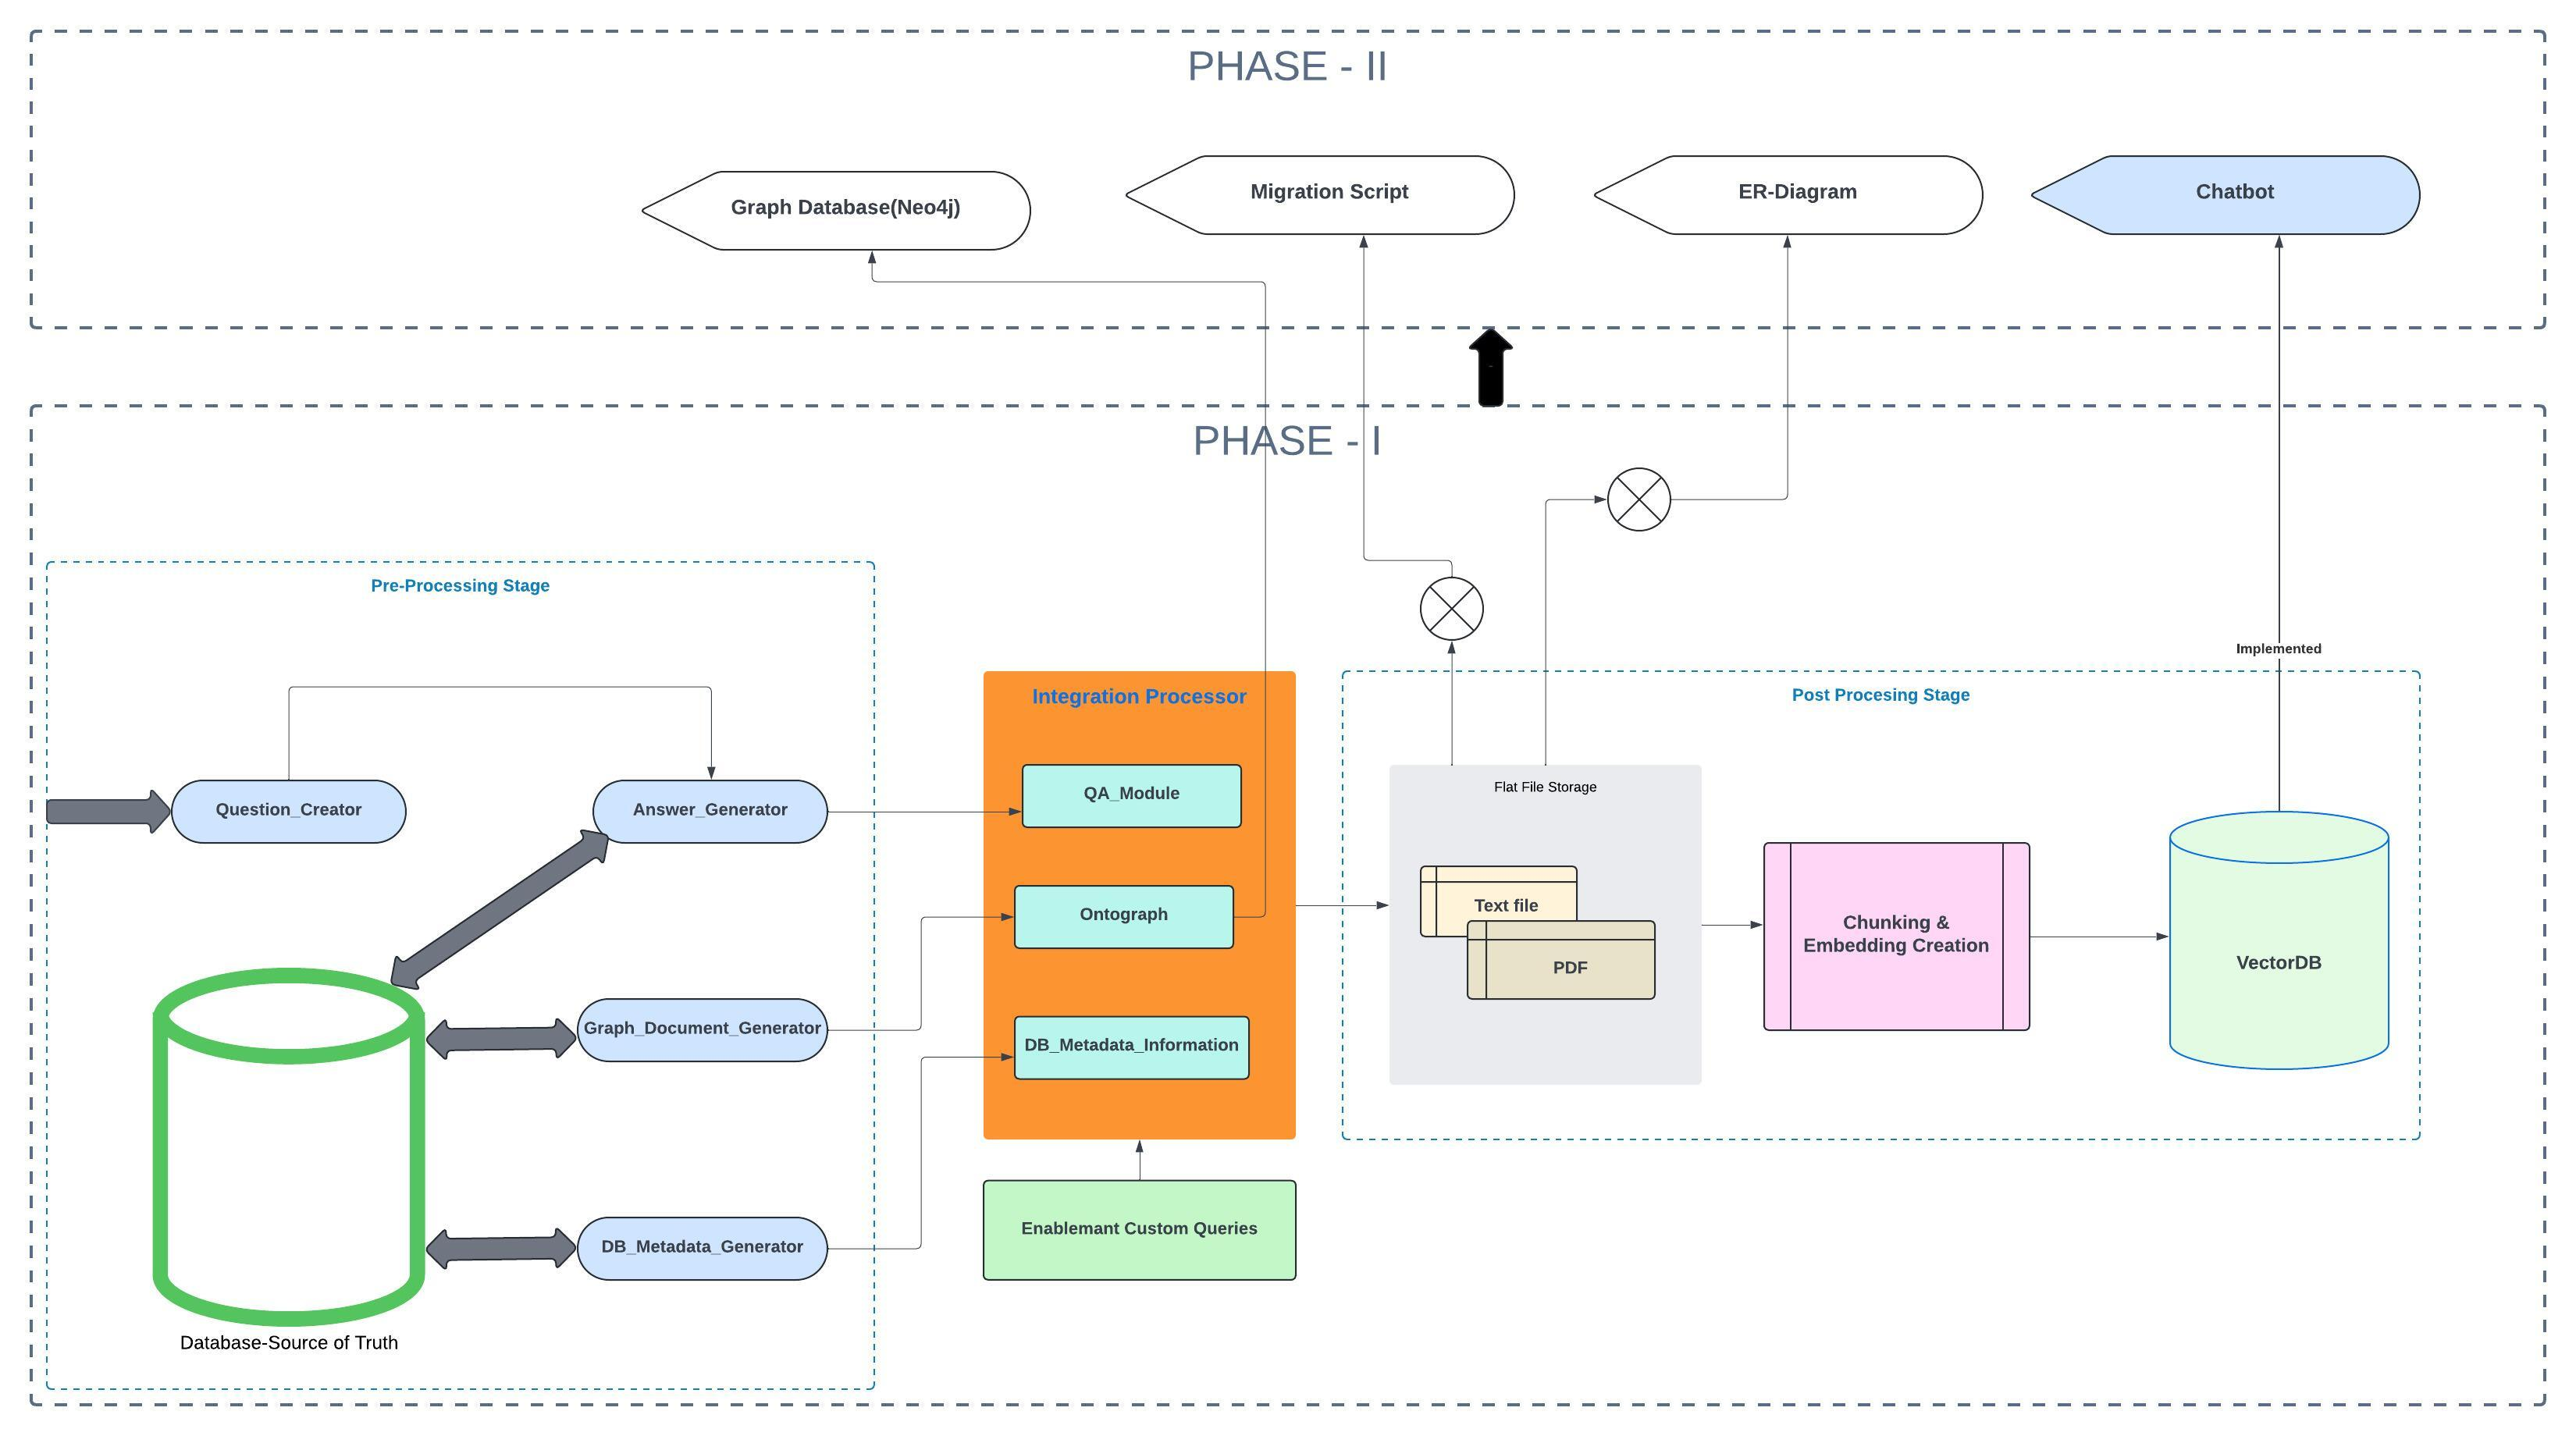 PHASE - II
Graph Database(Neo4j)
Migration Script
ER-Diagram
Chatbot
PHASE - I
Pre-Processing Stage
Question_Creator
Answer_Generator
Graph_Document_Generator
DB_Metadata_Generator
Database-Source of Truth
Integration Processor
QA_Module
Ontograph
DB_Metadata_Information
Enablemant Custom Queries
Implemented
Post Procesing Stage
Flat File Storage
Text file
PDF
Chunking &
Embedding Creation
VectorDB